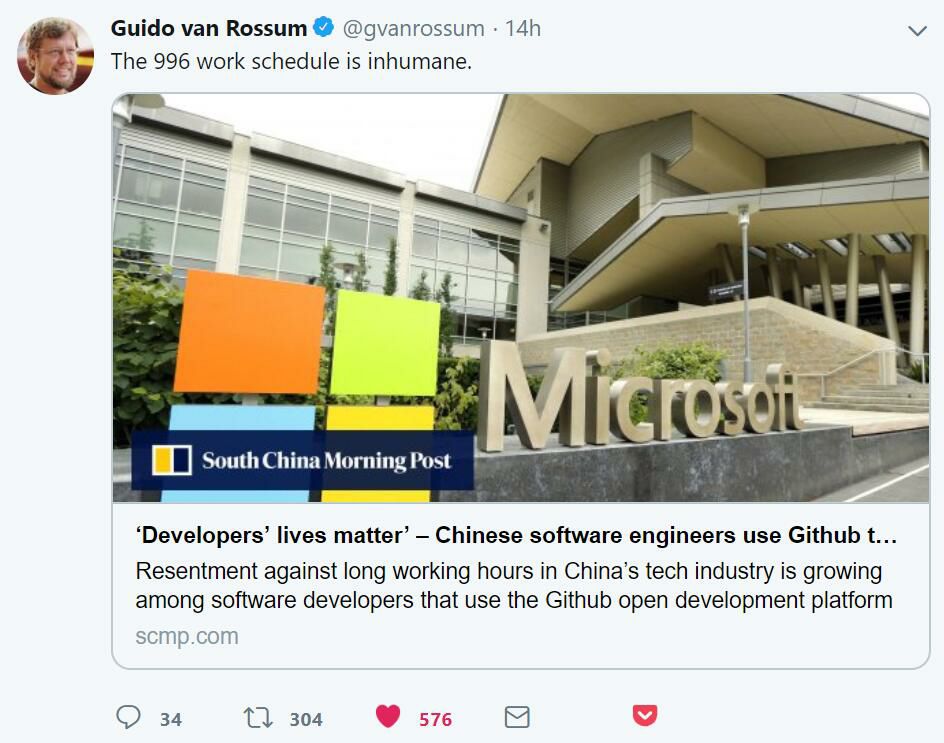 Guido van Rossum @gvanrossum · 14h
The 996 work schedule is inhumane.
Microsoft
South China Morning Post
‘Developers’ lives matter’ – Chinese software engineers use Github t...
Resentment against long working hours in China’s tech industry is growing
among software developers that use the Github open development platform
scmp.com
34 304 576